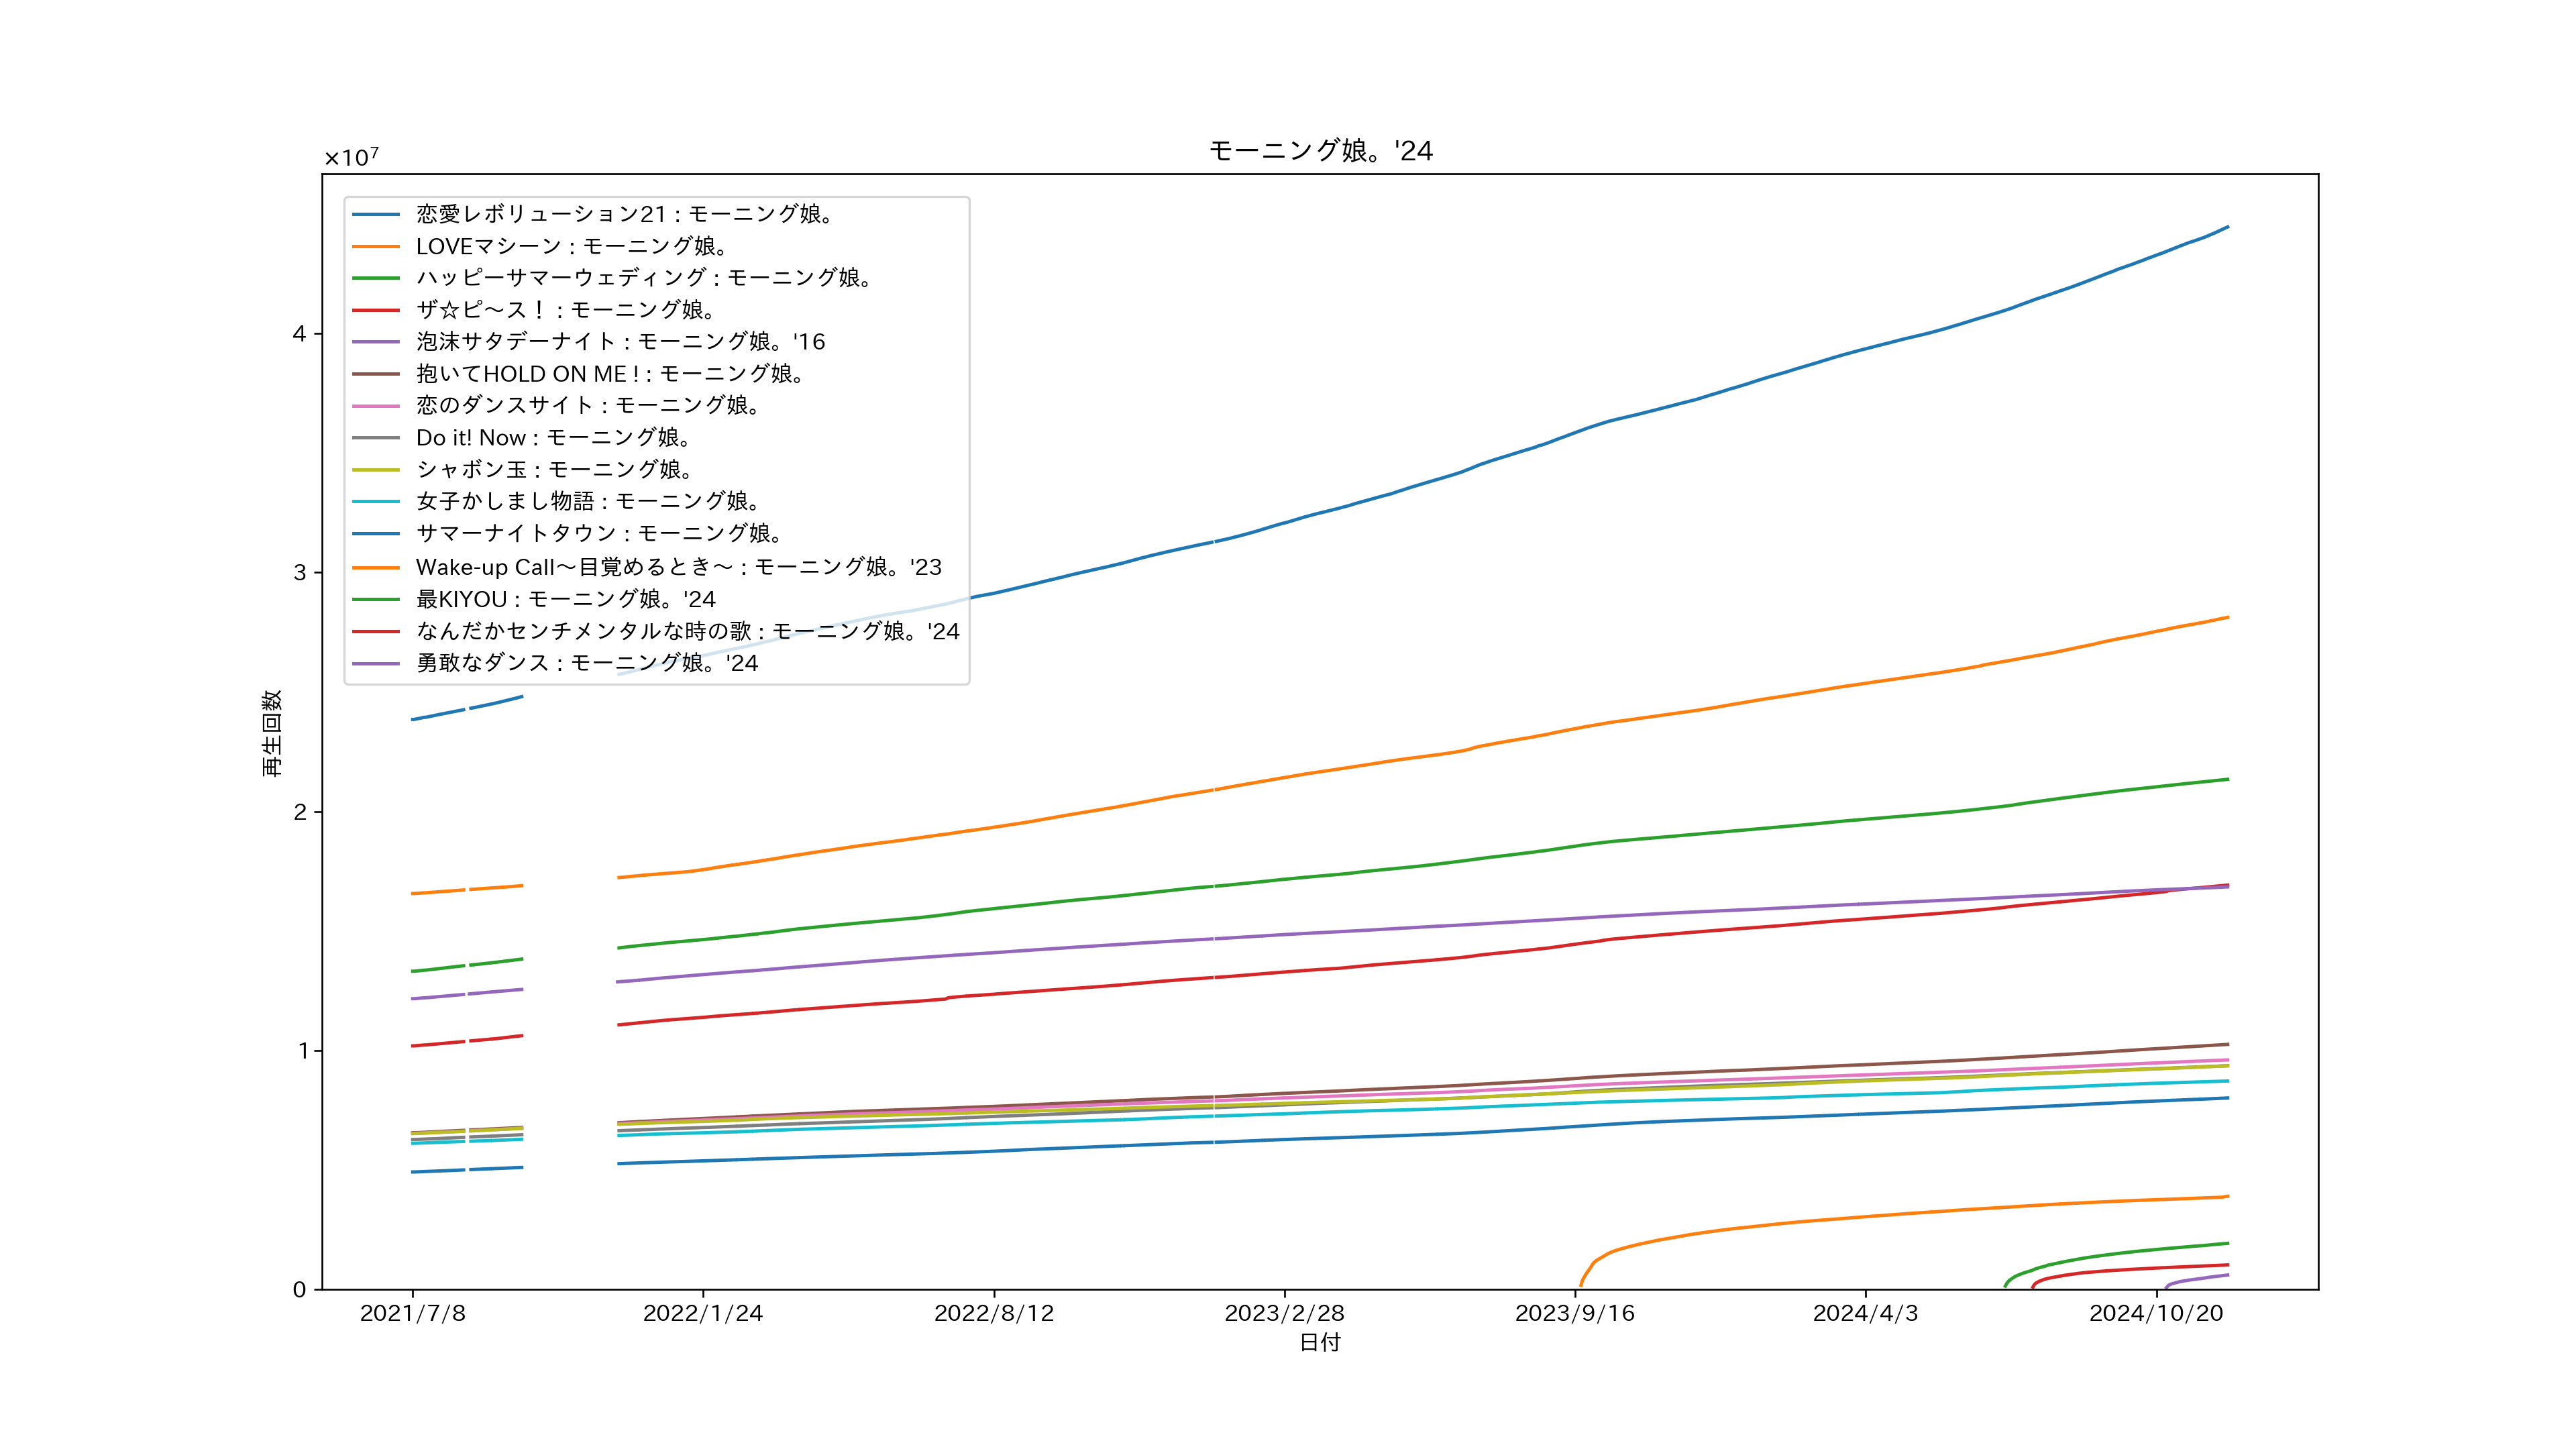 モーニング娘。'24
×10⁷
恋愛レボリューション21 : モーニング娘。
LOVEマシーン : モーニング娘。
ハッピーサマーウェディング : モーニング娘。
ザ☆ピ～ス！ : モーニング娘。
泡沫サタデーナイト : モーニング娘。'16
抱いてHOLD ON ME ! : モーニング娘。
恋のダンスサイト : モーニング娘。
Do it! Now : モーニング娘。
シャボン玉 : モーニング娘。
女子かしまし物語 : モーニング娘。
サマーナイトタウン : モーニング娘。
Wake-up Call～目覚めるとき～ : モーニング娘。'23
最KIYOU : モーニング娘。'24
なんだかセンチメンタルな時の歌 : モーニング娘。'24
勇敢なダンス : モーニング娘。'24
再生回数
4
3
2
1
0
2021/7/8
2022/1/24
2022/8/12
2023/2/28
2023/9/16
2024/4/3
2024/10/20
日付